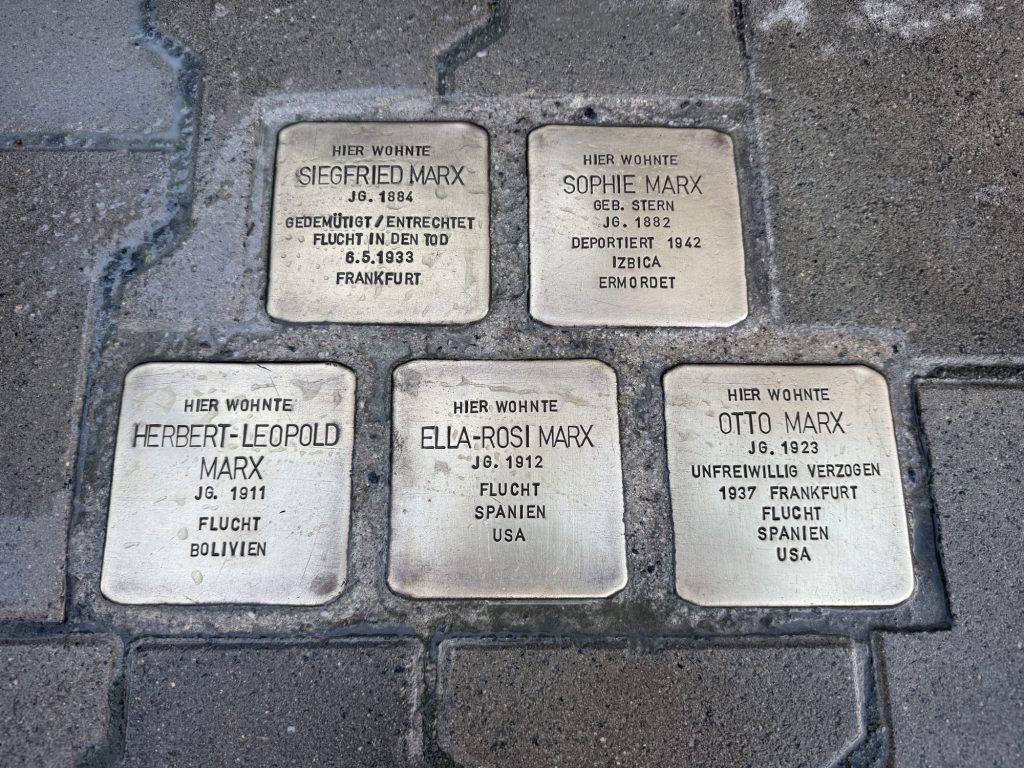 HIER WOHNTE
SIEGFRIED MARX
JG. 1884
GEDEMÜTIGT/ENTRECHTET
FLUCHT IN DEN TOD
6.5.1933
FRANKFURT
HIER WOHNTE
SOPHIE MARX
GEB. STERN
JG. 1882
DEPORTIERT 1942
IZBICA
ERMORDET
HIER WOHNTE
HERBERT-LEOPOLD
MARX
JG. 1911
FLUCHT
BOLIVIEN
HIER WOHNTE
ELLA-ROSI MARX
JG. 1912
FLUCHT
SPANIEN
USA
HIER WOHNTE
OTTO MARX
JG. 1923
UNFREIWILLIG VERZOGEN
1937 FRANKFURT
FLUCHT
SPANIEN
USA